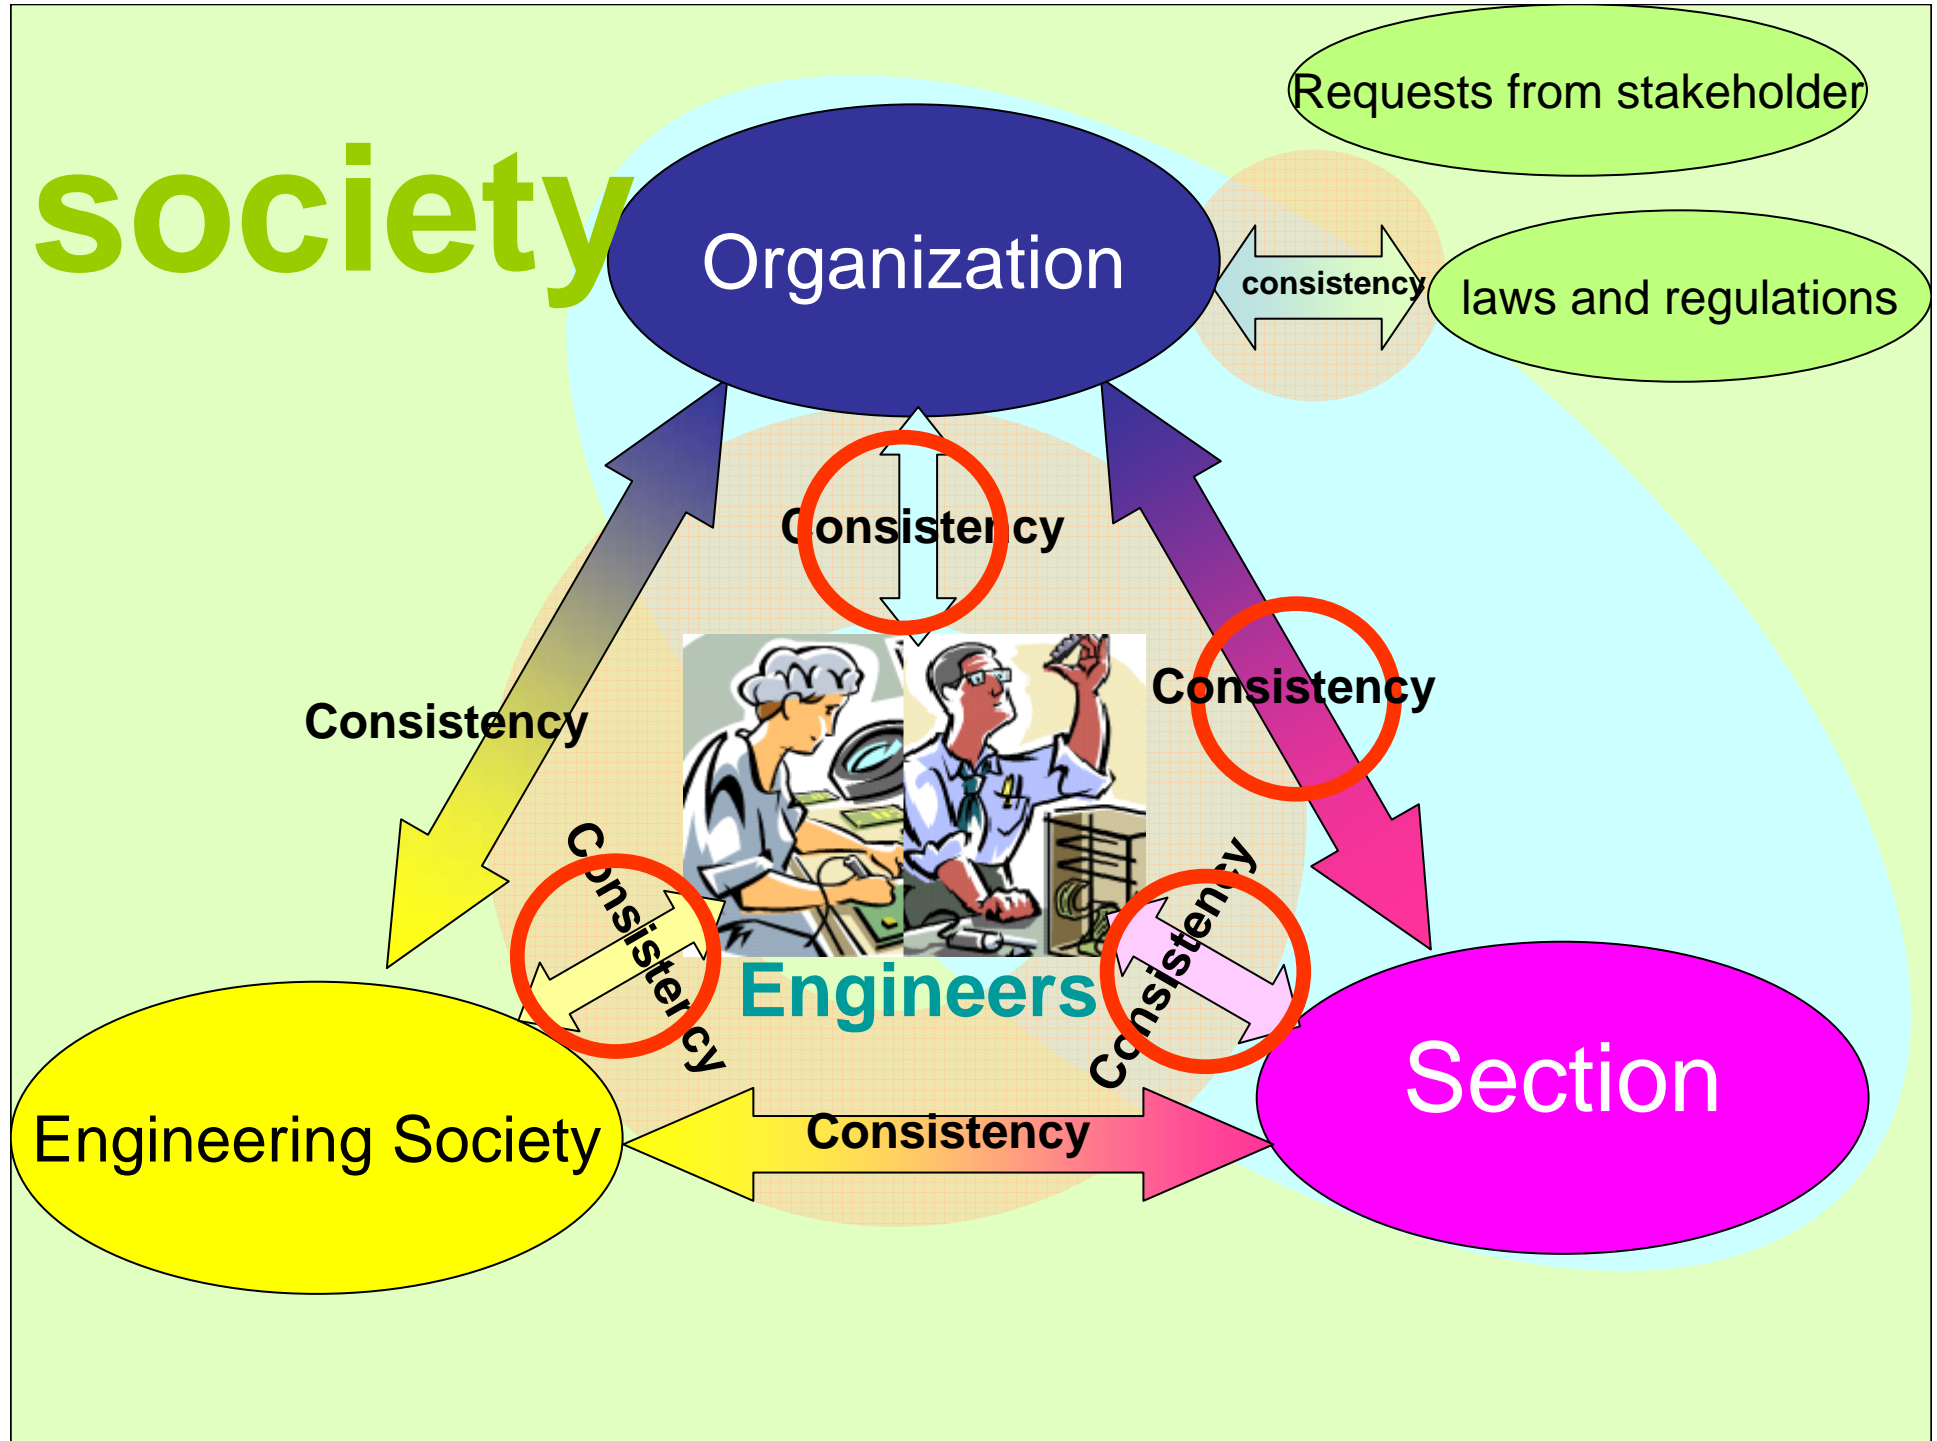 Requests from stakeholder
society
Organization
consistency
laws and regulations
Consistency
Consistency
Consistency
Consistency
Consistency
Engineers
Section
Engineering Society
Consistency